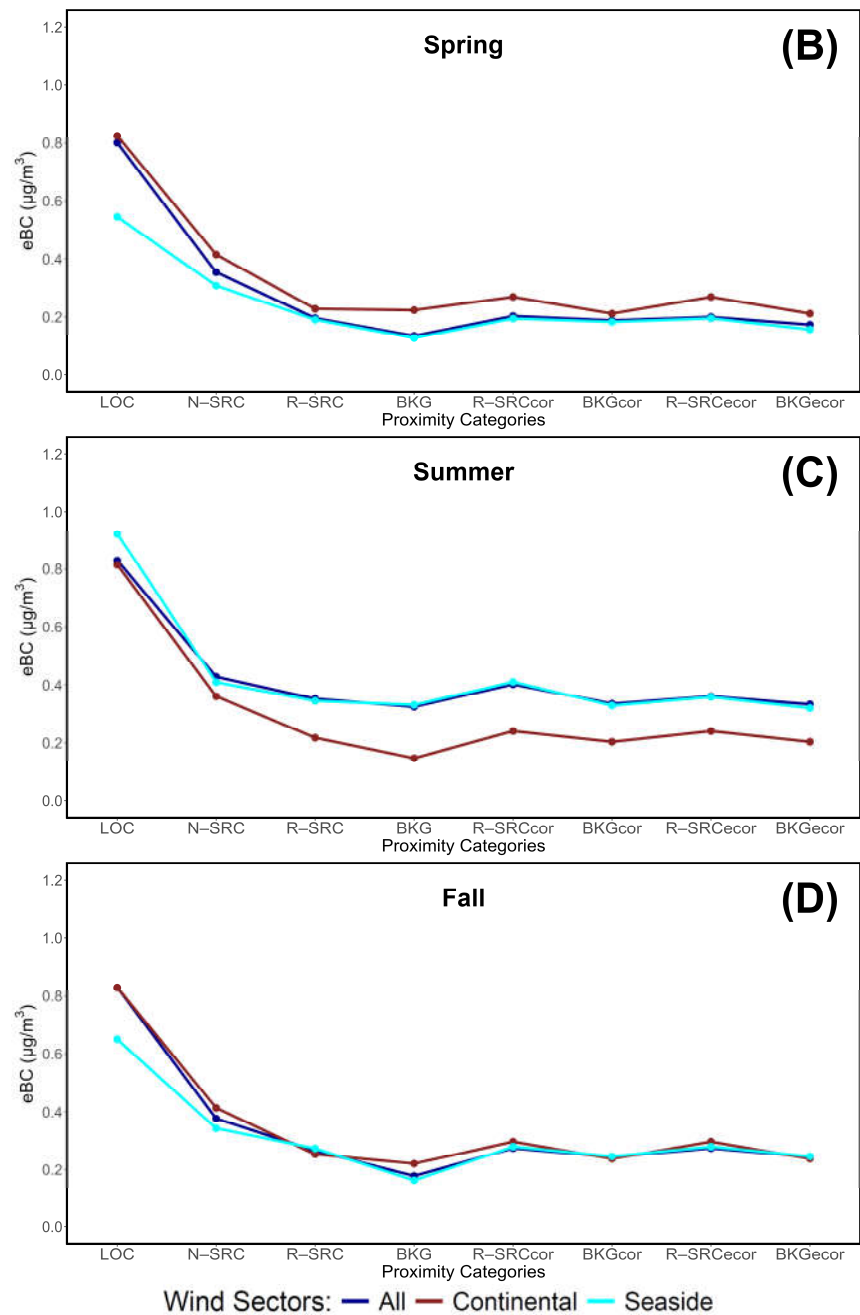 Spring
(B)
1.2
1.0
0.8
0.6
0.4
0.2
0.0
eBC (µg/m³)
LOC N–SRC R–SRC BKG R–SRCcor BKGcor R–SRCecor BKGecor
Proximity Categories
Summer
(C)
1.2
1.0
0.8
0.6
0.4
0.2
0.0
eBC (µg/m³)
LOC N–SRC R–SRC BKG R–SRCcor BKGcor R–SRCecor BKGecor
Proximity Categories
Fall
(D)
1.2
1.0
0.8
0.6
0.4
0.2
0.0
eBC (µg/m³)
LOC N–SRC R–SRC BKG R–SRCcor BKGcor R–SRCecor BKGecor
Proximity Categories
Wind Sectors: All Continental Seaside